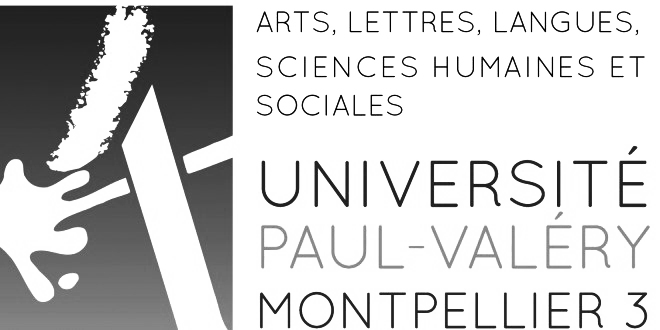 ARTS, LETTRES, LANGUES,
SCIENCES HUMAINES ET
SOCIALES
UNIVERSITÉ
PAUL-VALÉRY
MONTPELLIER 3